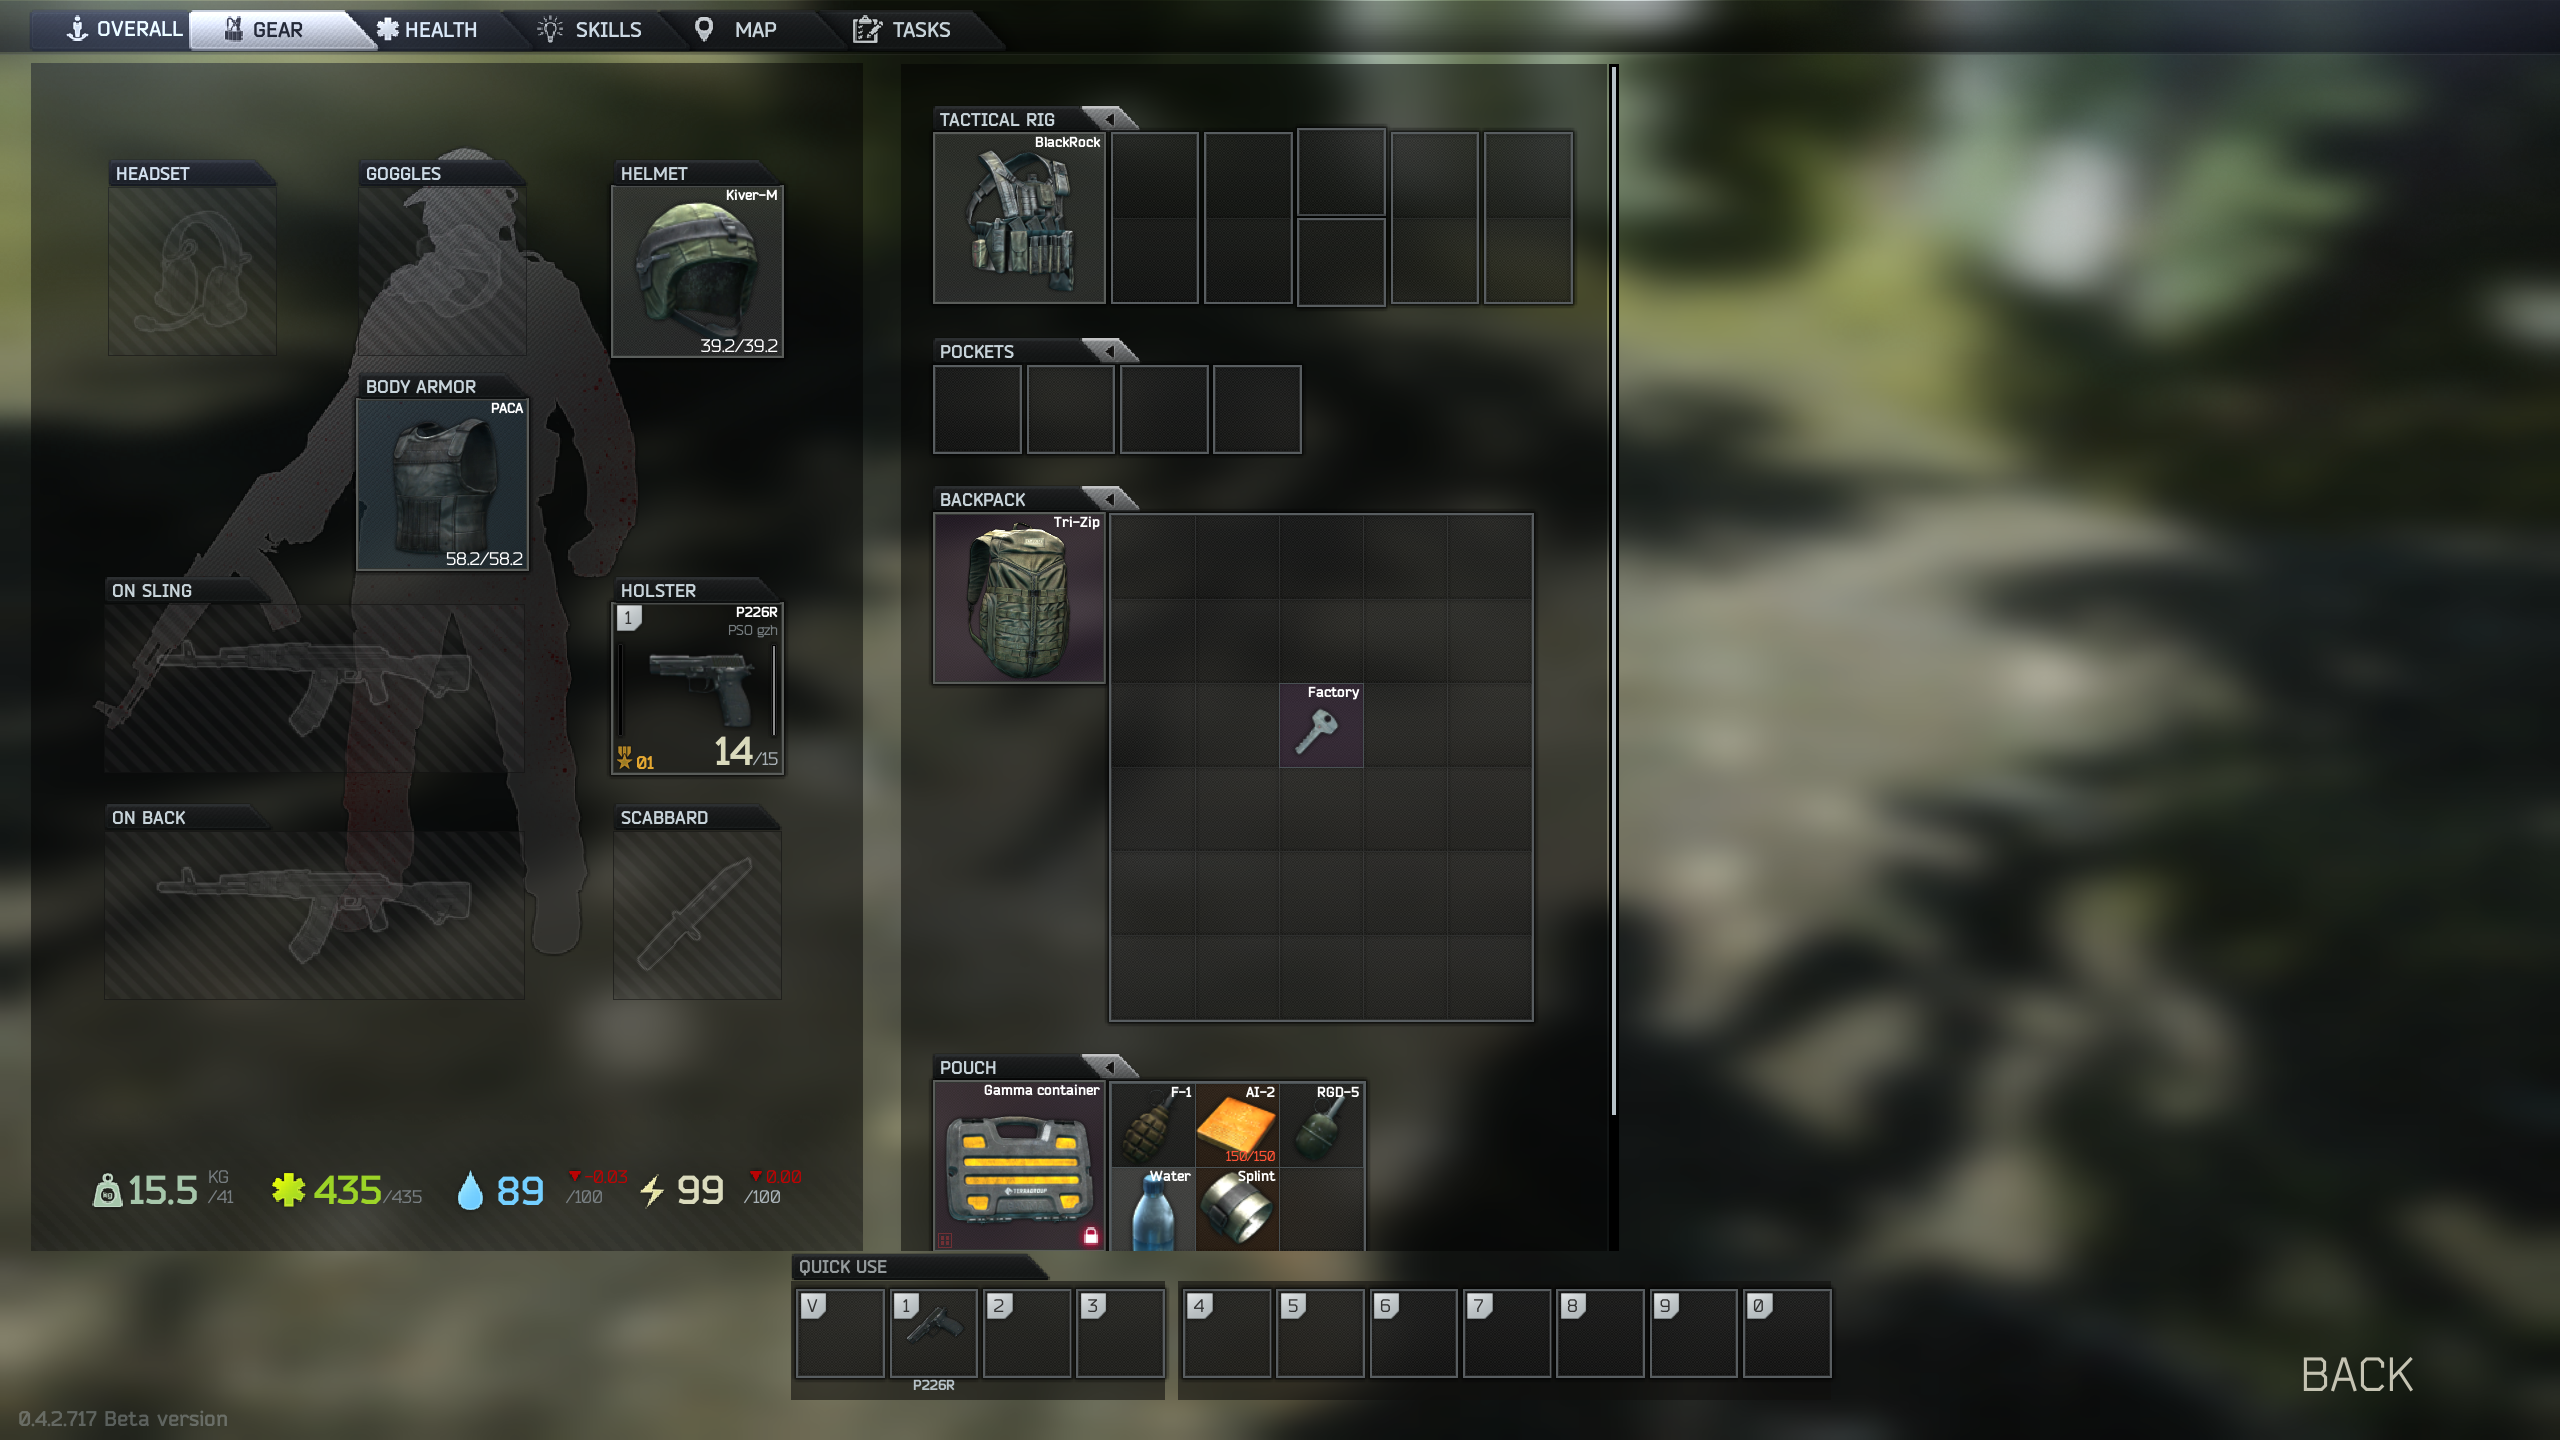 OVERALL
GEAR
HEALTH
SKILLS
MAP
TASKS
HEADSET
GOGGLES
HELMET
Kiver-M
39.2/39.2
BODY ARMOR
PACA
58.2/58.2
ON SLING
HOLSTER
1
P226R
PSO gzh
01
14/15
ON BACK
SCABBARD
15.5 KG /41
435/435
89 -0.03 /100
99 0.00 /100
TACTICAL RIG
BlackRock
POCKETS
BACKPACK
Tri-Zip
Factory
POUCH
Gamma container
TERRAGROUP
F-1
AI-2
150/150
RGD-5
Water
Splint
QUICK USE
V
1
2
3
4
5
6
7
8
9
0
P226R
BACK
0.4.2.717 Beta version